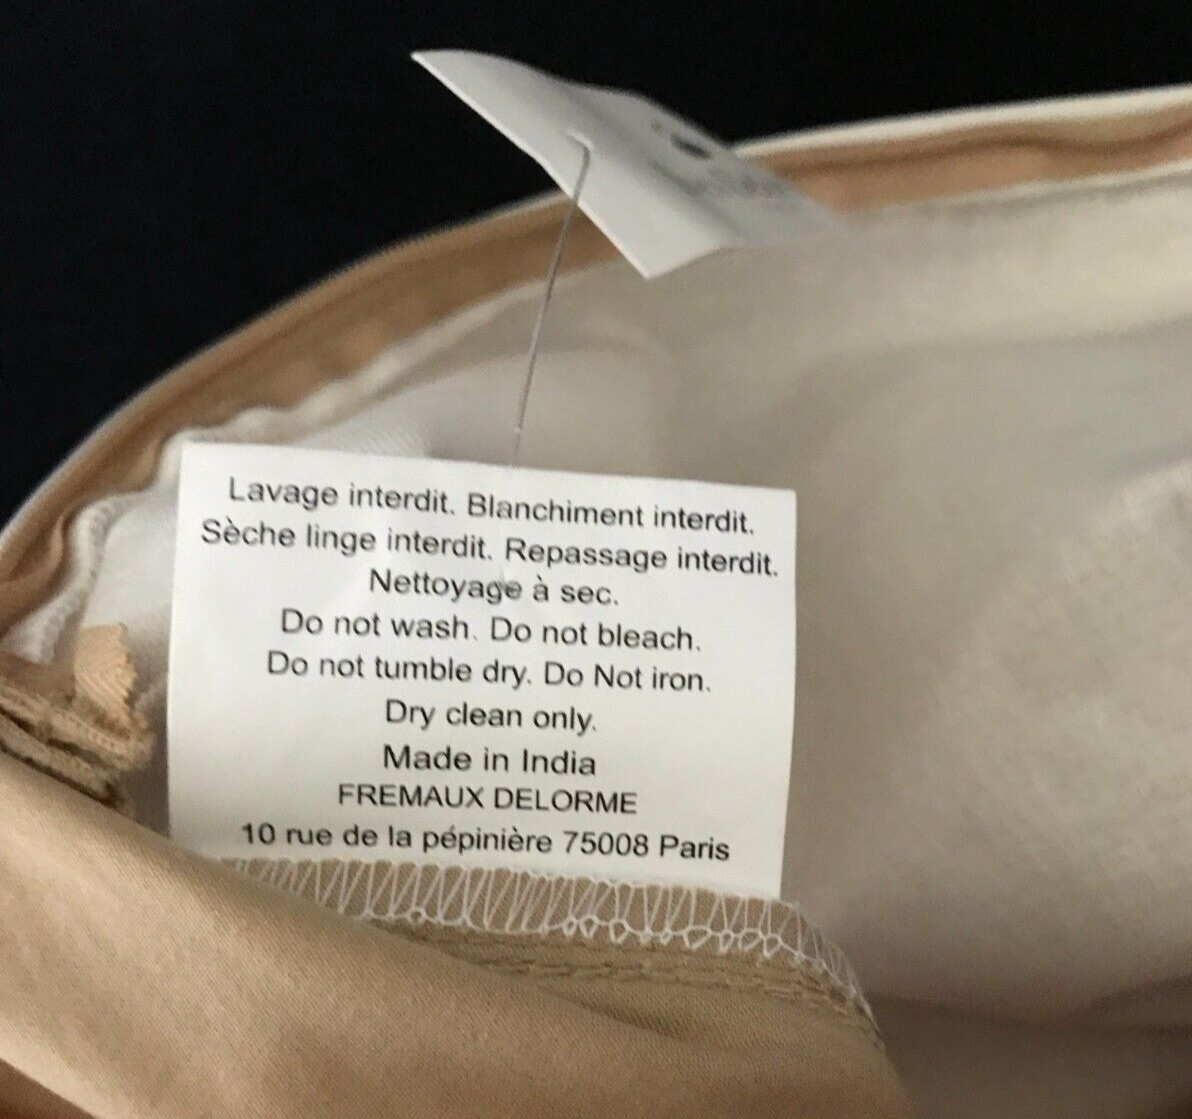 Lavage interdit. Blanchiment interdit.
Sèche linge interdit. Repassage interdit.
Nettoyage à sec.
Do not wash. Do not bleach.
Do not tumble dry. Do Not iron.
Dry clean only.
Made in India
FREMAUX DELORME
10 rue de la pépinière 75008 Paris